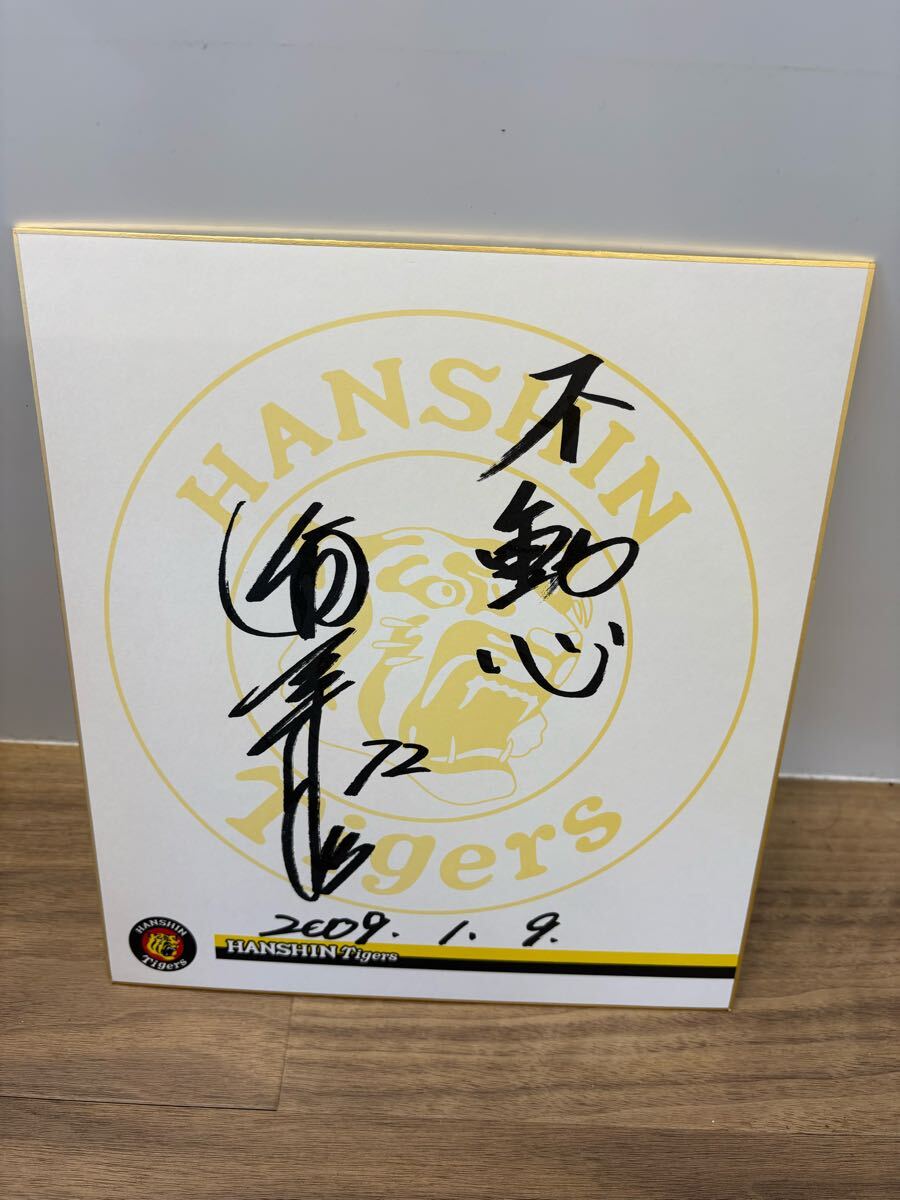 HANSHIN
Tigers
不動心
72
2009. 1. 9.
HANSHIN
Tigers
HANSHIN Tigers